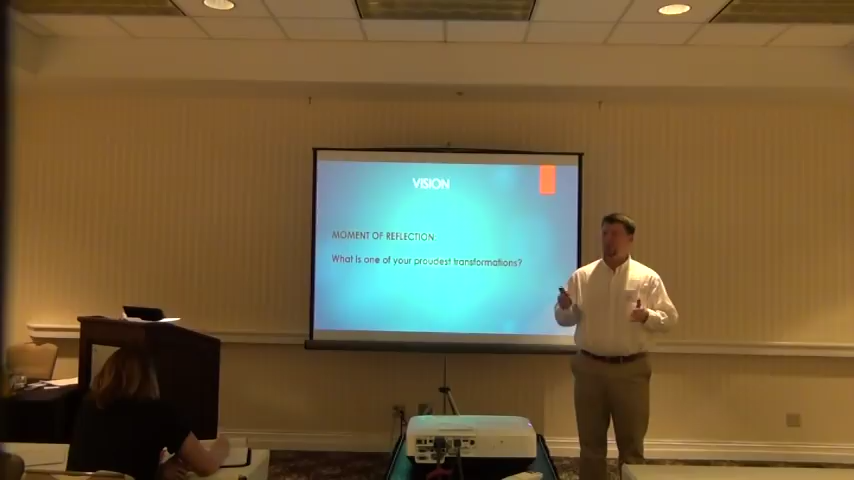 VISION
MOMENT OF REFLECTION
What is one of your proudest transformations?